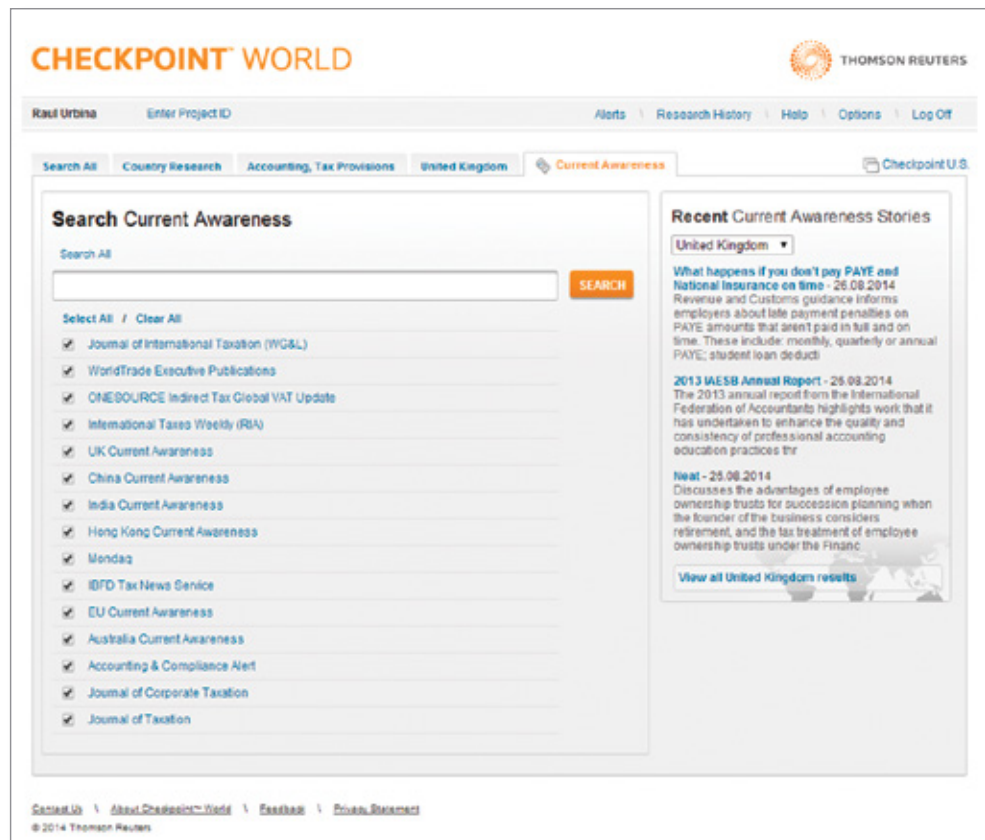 CHECKPOINT™ WORLD
THOMSON REUTERS
Raul Urbina
Enter Project ID
Alerts \ Research History \ Help \ Options \ Log Off
Search All
Country Research
Accounting, Tax Provisions
United Kingdom
Current Awareness
Checkpoint U.S.
Search Current Awareness
Search All
SEARCH
Select All / Clear All
Journal of International Taxation (WG&L)
WorldTrade Executive Publications
ONESOURCE Indirect Tax Global VAT Update
International Taxes Weekly (RIA)
UK Current Awareness
China Current Awareness
India Current Awareness
Hong Kong Current Awareness
Mondaq
IBFD Tax News Service
EU Current Awareness
Australia Current Awareness
Accounting & Compliance Alert
Journal of Corporate Taxation
Journal of Taxation
Recent Current Awareness Stories
United Kingdom
What happens if you don't pay PAYE and
National Insurance on time - 26.08.2014
Revenue and Customs guidance informs
employers about late payment penalties on
PAYE amounts that aren't paid in full and on
time. These include: monthly, quarterly or annual
PAYE; student loan deducti
2013 IAESB Annual Report - 26.08.2014
The 2013 annual report from the International
Federation of Accountants highlights work that it
has undertaken to enhance the quality and
consistency of professional accounting
education practices thr
Neat - 25.08.2014
Discusses the advantages of employee
ownership trusts for succession planning when
the founder of the business considers
retirement, and the tax treatment of employee
ownership trusts under the Financ
View all United Kingdom results
Contact Us \ About Checkpoint™ World \ Feedback \ Privacy Statement
© 2014 Thomson Reuters